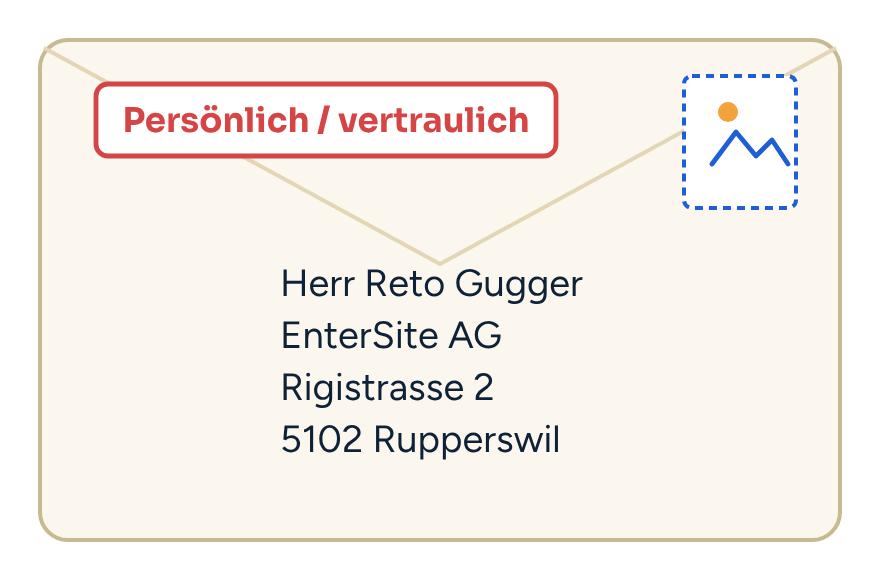 Persönlich / vertraulich
Herr Reto Gugger
EnterSite AG
Rigistrasse 2
5102 Rupperswil